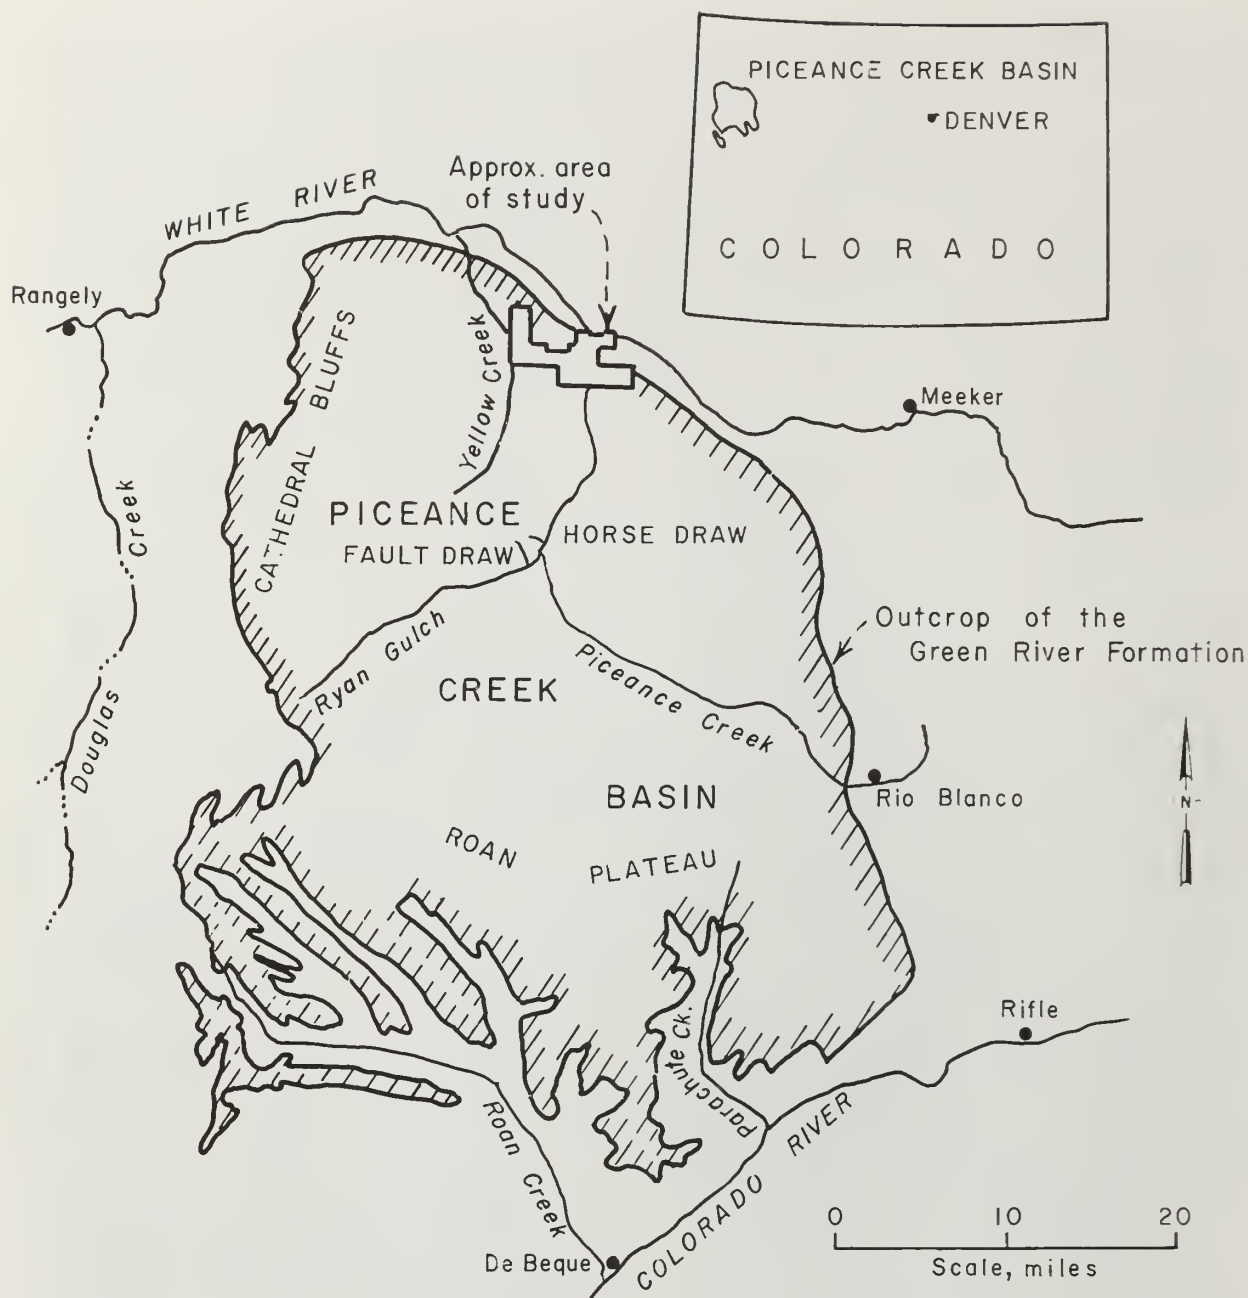 PICEANCE CREEK BASIN
DENVER
COLORADO
Approx. area
of study
WHITE RIVER
Rangely
CATHEDRAL BLUFFS
Yellow Creek
Meeker
Douglas Creek
PICEANCE
HORSE DRAW
FAULT DRAW
Ryan Gulch
Outcrop of the
Green River Formation
Piceance Creek
CREEK
N
BASIN
Rio Blanco
ROAN PLATEAU
Rifle
Parachute Ck.
Roan Creek
COLORADO RIVER
De Beque
0 10 20
Scale, miles